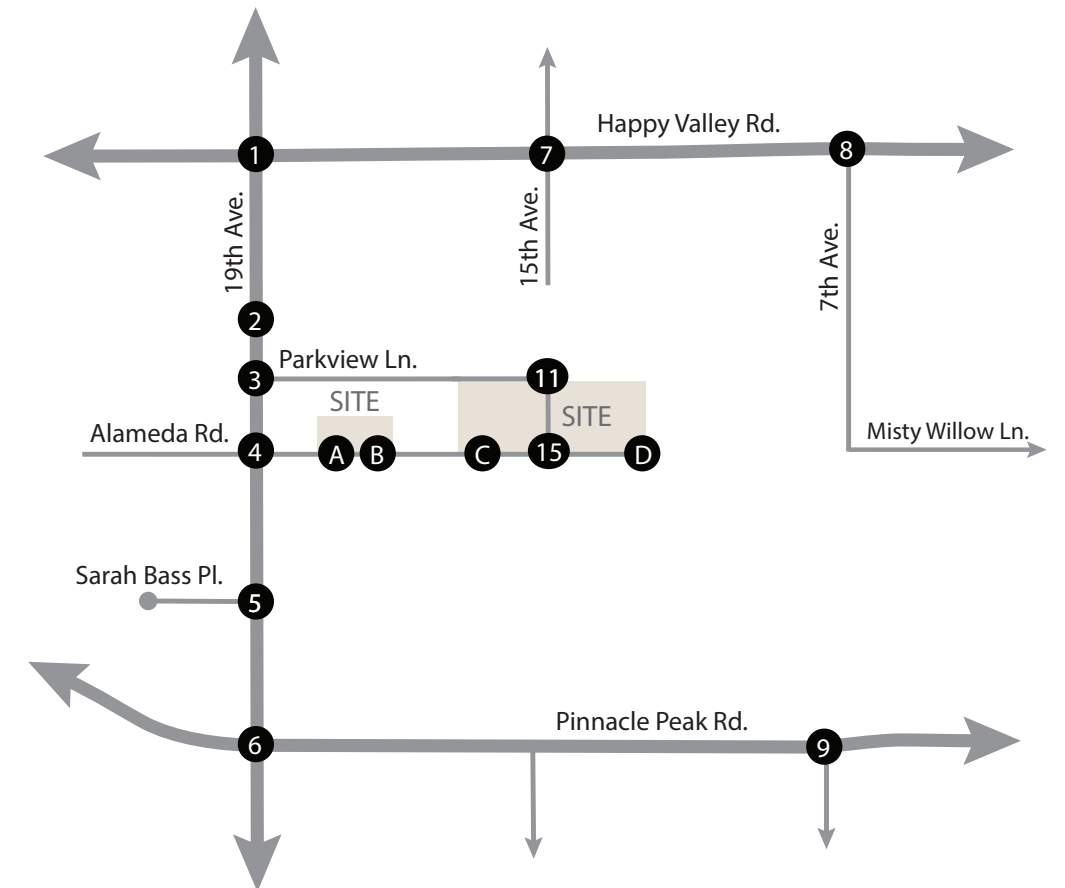 Happy Valley Rd.
1
7
8
19th Ave.
15th Ave.
7th Ave.
2
Parkview Ln.
3
11
SITE
SITE
Alameda Rd.
Misty Willow Ln.
4
A
B
C
15
D
Sarah Bass Pl.
5
Pinnacle Peak Rd.
6
9